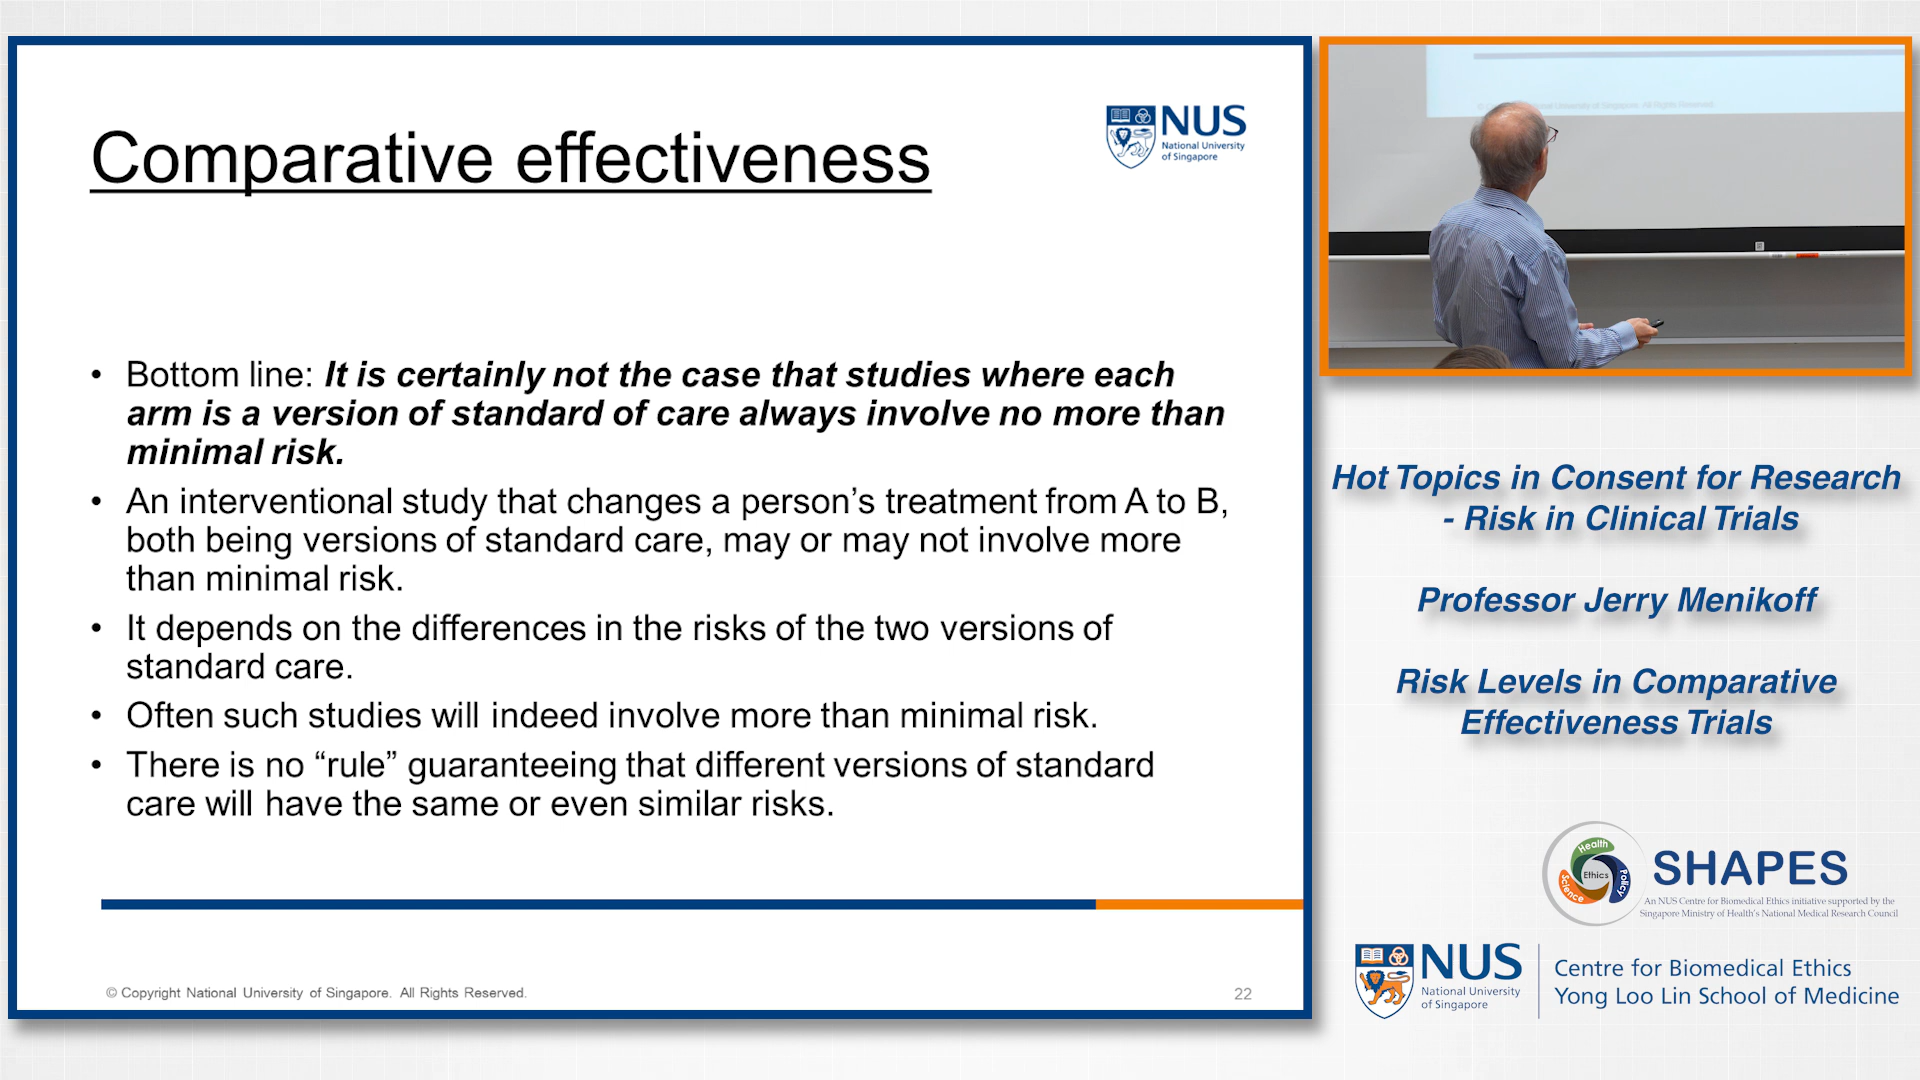 Comparative effectiveness
NUS
National University
of Singapore
• Bottom line: It is certainly not the case that studies where each
arm is a version of standard of care always involve no more than
minimal risk.
• An interventional study that changes a person’s treatment from A to B,
both being versions of standard care, may or may not involve more
than minimal risk.
• It depends on the differences in the risks of the two versions of
standard care.
• Often such studies will indeed involve more than minimal risk.
• There is no “rule” guaranteeing that different versions of standard
care will have the same or even similar risks.
© Copyright National University of Singapore. All Rights Reserved.
22
National University of Singapore. All Rights Reserved.
Hot Topics in Consent for Research
- Risk in Clinical Trials
Professor Jerry Menikoff
Risk Levels in Comparative
Effectiveness Trials
Health
Ethics
Science
Policy
SHAPES
An NUS Centre for Biomedical Ethics initiative supported by the
Singapore Ministry of Health’s National Medical Research Council
NUS
National University
of Singapore
Centre for Biomedical Ethics
Yong Loo Lin School of Medicine